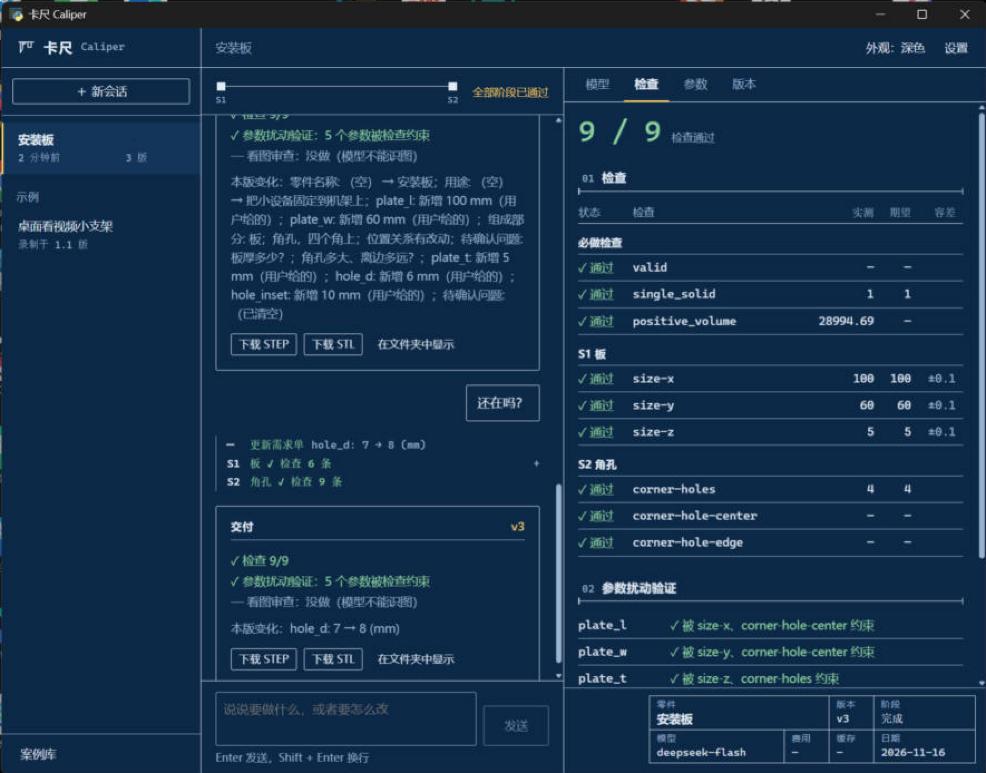 卡尺 Caliper
卡尺 Caliper
+ 新会话
安装板
2 分钟前 3 版
示例
桌面看视频小支架
录制于 1.1 版
案例库
安装板
外观：深色 设置
S1 S2 全部阶段已通过
✓ 检查 9/9
✓ 参数扰动验证：5 个参数被检查约束
— 看图审查：没做（模型不能识图）
本版变化：零件名称:（空）→ 安装板；用途:（空）
→ 把小设备固定到机架上；plate_l: 新增 100 mm（用
户给的）；plate_w: 新增 60 mm（用户给的）；组成部
分: 板；角孔，四个角上；位置关系有改动；待确认问题:
板厚多少？；角孔多大、离边多远？；plate_t: 新增 5
mm（用户给的）；hole_d: 新增 6 mm（用户给的）；
hole_inset: 新增 10 mm（用户给的）；待确认问题:
（已清空）
下载 STEP 下载 STL 在文件夹中显示
还在吗？
— 更新需求单 hole_d: 7 → 8 (mm)
S1 板 ✓ 检查 6 条 +
S2 角孔 ✓ 检查 9 条
交付 v3
✓ 检查 9/9
✓ 参数扰动验证：5 个参数被检查约束
— 看图审查：没做（模型不能识图）
本版变化：hole_d: 7 → 8 (mm)
下载 STEP 下载 STL 在文件夹中显示
说说要做什么，或者要怎么改
发送
Enter 发送，Shift + Enter 换行
模型 检查 参数 版本
9 / 9 检查通过
01 检查
状态 检查 实测 期望 容差
必做检查
✓ 通过 valid — —
✓ 通过 single_solid 1 1
✓ 通过 positive_volume 28994.69 —
S1 板
✓ 通过 size-x 100 100 ±0.1
✓ 通过 size-y 60 60 ±0.1
✓ 通过 size-z 5 5 ±0.1
S2 角孔
✓ 通过 corner-holes 4 4
✓ 通过 corner-hole-center — —
✓ 通过 corner-hole-edge — —
02 参数扰动验证
plate_l ✓ 被 size-x、corner-hole-center 约束
plate_w ✓ 被 size-y、corner-hole-center 约束
plate_t ✓ 被 size-z、corner-holes 约束
零件 版本 阶段
安装板 v3 完成
模型 费用 缓存 日期
deepseek-flash — — 2026-11-16